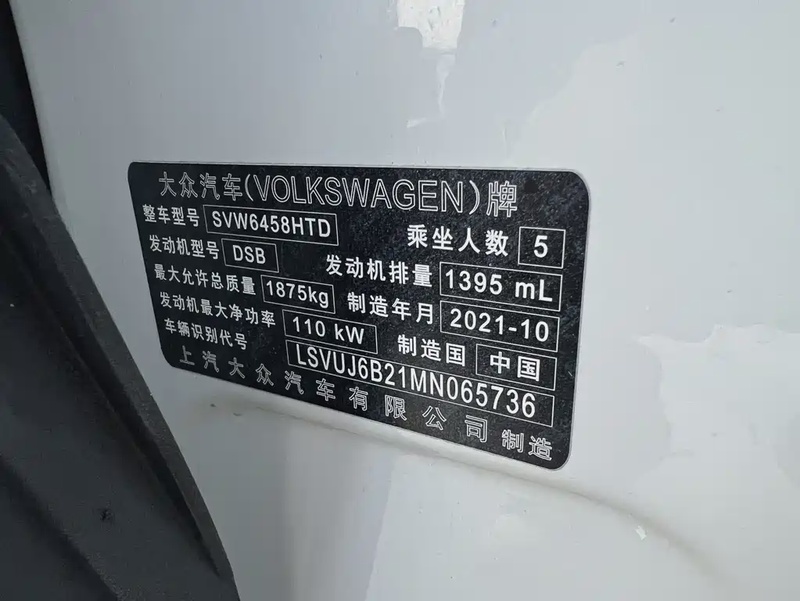 大众汽车(VOLKSWAGEN)牌
整车型号 SVW6458HTD 乘坐人数 5
发动机型号 DSB 发动机排量 1395 mL
最大允许总质量 1875kg 制造年月 2021-10
发动机最大净功率 110 kW 制造国 中国
车辆识别代号 LSVUJ6B21MN065736
上汽大众汽车有限公司制造